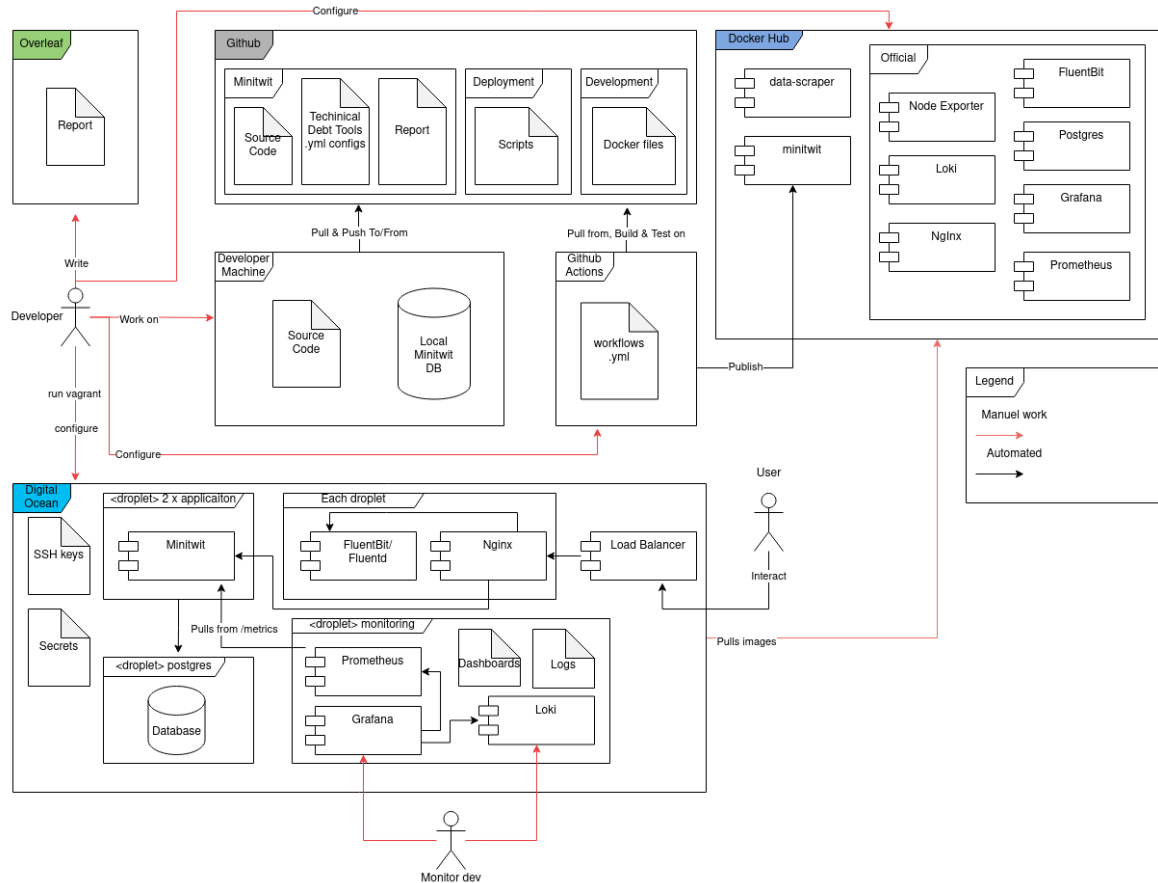 Configure
Overleaf
Report
Github
Minitwit
Source
Code
Techinical
Debt Tools
.yml configs
Report
Deployment
Scripts
Development
Docker files
Docker Hub
data-scraper
minitwit
Official
Node Exporter
Loki
NgInx
FluentBit
Postgres
Grafana
Prometheus
Write
Developer
Work on
run vagrant
configure
Configure
Pull & Push To/From
Developer
Machine
Source
Code
Local
Minitwit
DB
Pull from, Build & Test on
Github
Actions
workflows
.yml
Publish
Legend
Manuel work
Automated
Digital
Ocean
SSH keys
Secrets
<droplet> 2 x applicaiton
Minitwit
Each droplet
FluentBit/
Fluentd
Nginx
Load Balancer
User
Interact
Pulls images
Pulls from /metrics
<droplet> postgres
Database
<droplet> monitoring
Prometheus
Grafana
Dashboards
Logs
Loki
Monitor dev